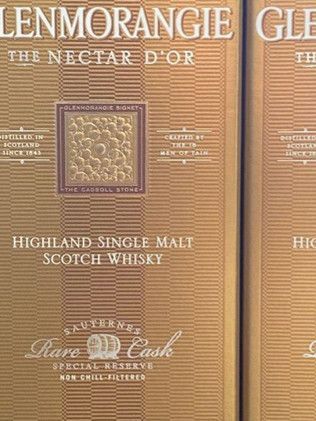 LENMORANGIE
THE NECTAR D'OR
GLENMORANGIE SIGNET
DISTILLED IN
SCOTLAND
SINCE 1843
CRAFTED BY
THE 16
MEN OF TAIN
THE CADBOLL STONE
HIGHLAND SINGLE MALT
SCOTCH WHISKY
SAUTERNES
Rare Cask
SPECIAL RESERVE
NON CHILL-FILTERED
GLE
TH
DISTILLED IN
SCOTLAND
SINCE 18
HIG